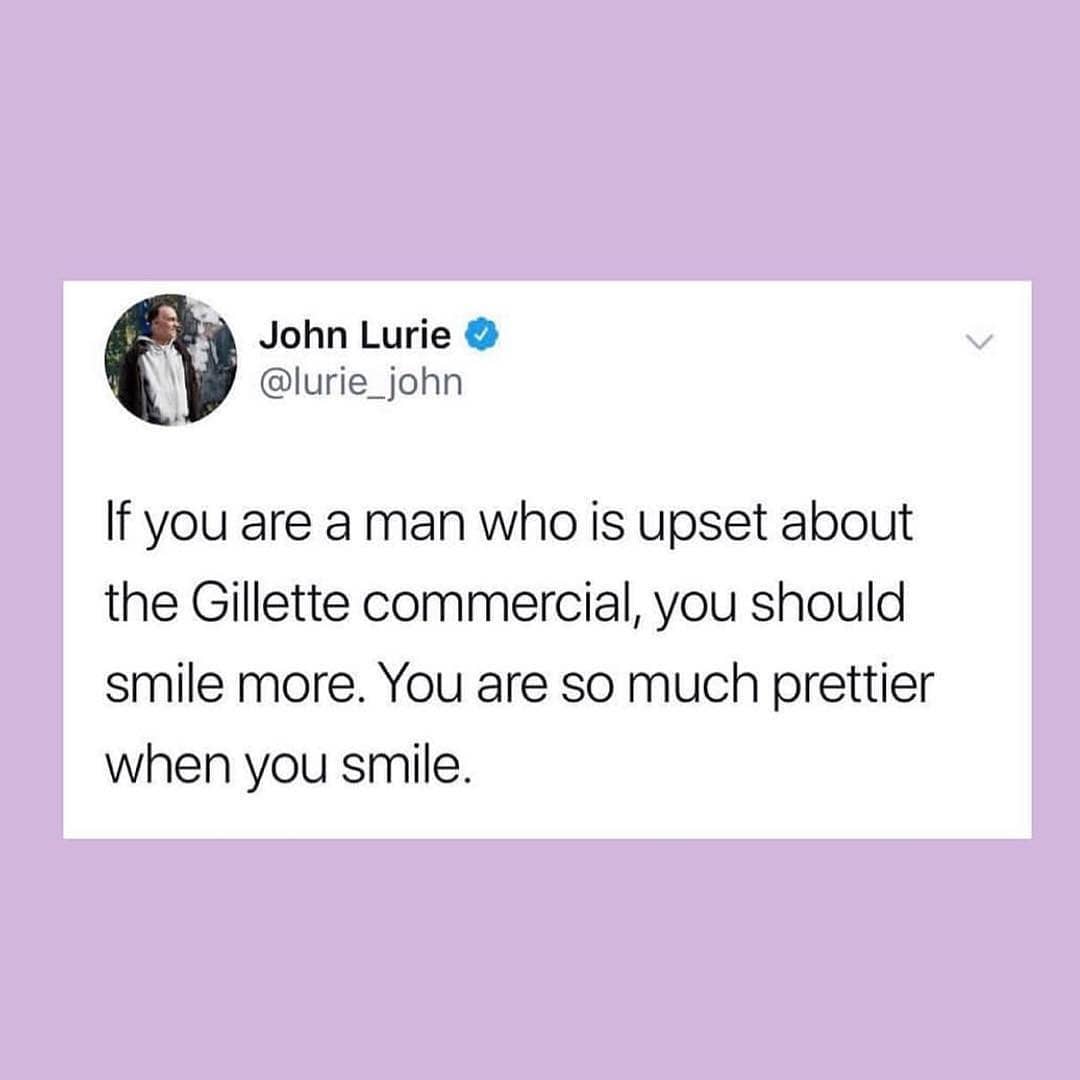 John Lurie
@lurie_john
If you are a man who is upset about
the Gillette commercial, you should
smile more. You are so much prettier
when you smile.